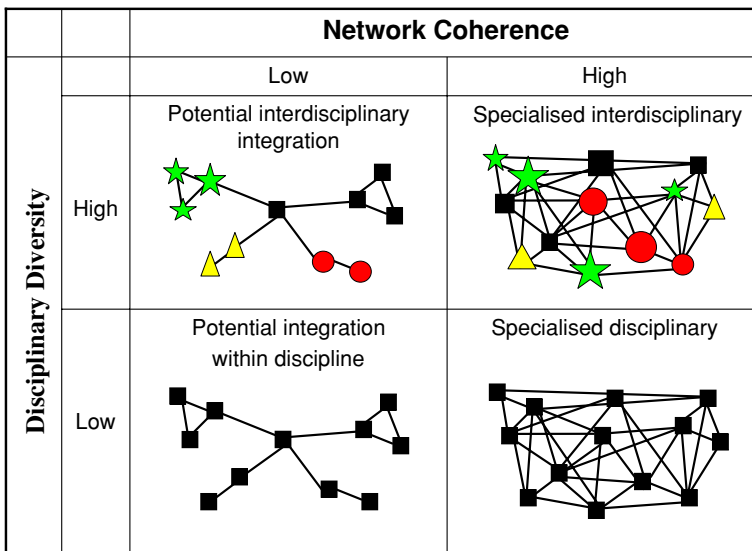 Network Coherence
Low
High
Disciplinary Diversity
High
Potential interdisciplinary
integration
Specialised interdisciplinary
Low
Potential integration
within discipline
Specialised disciplinary